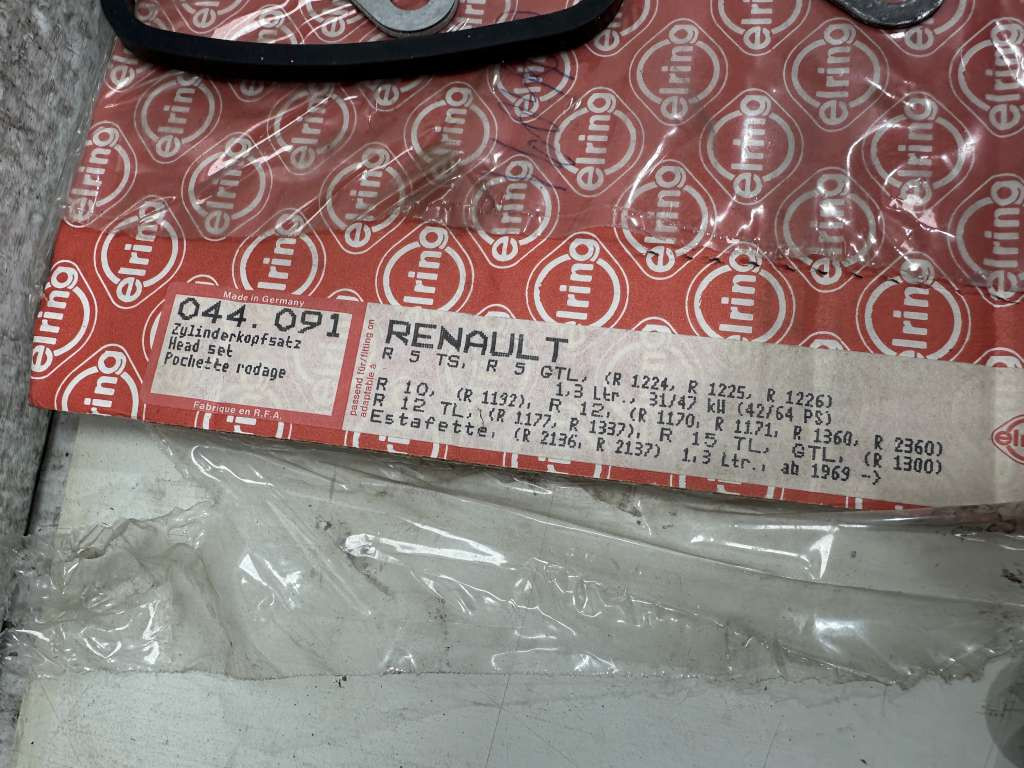 elring
Made in Germany
044.091
Zylinderkopfsatz
Head set
Pochette rodage
Fabriqué en R.F.A.
passend für/fitting on
adaptable à
RENAULT
R 5 TS, R 5 GTL, (R 1224, R 1225, R 1226)
1,3 Ltr., 31/47 kW (42/64 PS)
R 10, (R 1192), R 12, (R 1170, R 1171, R 1360, R 2360)
R 12 TL, (R 1177, R 1337), R 15 TL, GTL, (R 1300)
Estafette, (R 2136, R 2137) 1,3 Ltr., ab 1969 ->